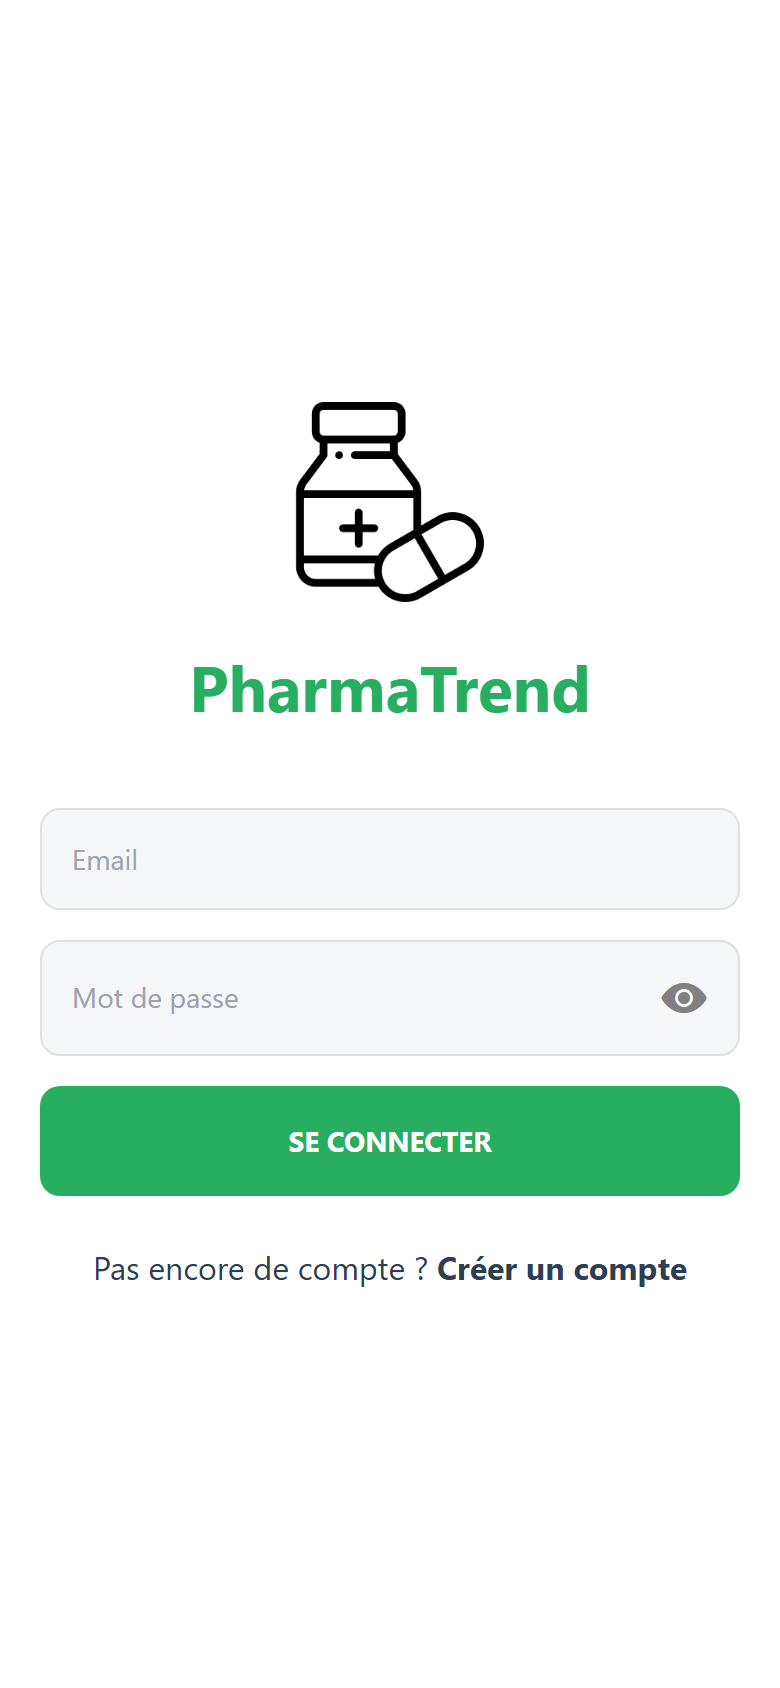 PharmaTrend
Email
Mot de passe
SE CONNECTER
Pas encore de compte ? Créer un compte